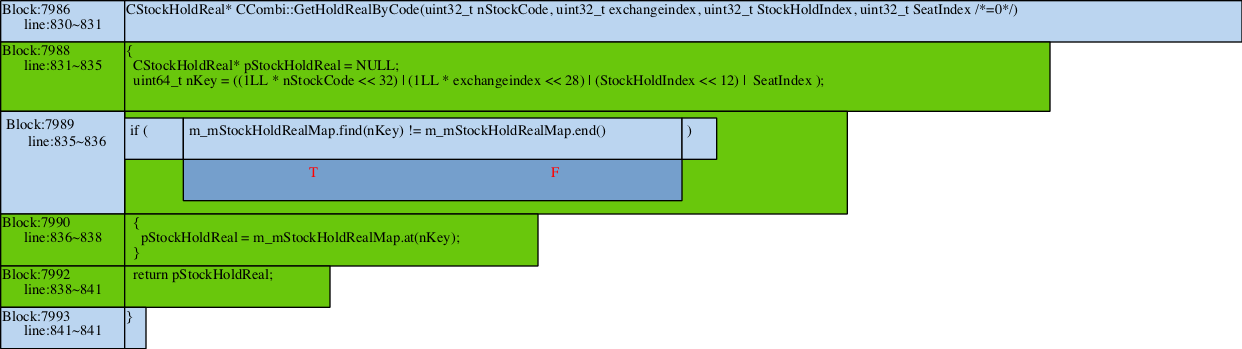 Block:7986 CStockHoldReal* CCombi::GetHoldRealByCode(uint32_t nStockCode, uint32_t exchangeindex, uint32_t StockHoldIndex, uint32_t SeatIndex /*=0*/)
line:830~831
Block:7988 {
line:831~835 CStockHoldReal* pStockHoldReal = NULL;
uint64_t nKey = ((1LL * nStockCode << 32) | (1LL * exchangeindex << 28) | (StockHoldIndex << 12) | SeatIndex );
Block:7989 if ( m_mStockHoldRealMap.find(nKey) != m_mStockHoldRealMap.end() )
line:835~836
T F
Block:7990 {
line:836~838 pStockHoldReal = m_mStockHoldRealMap.at(nKey);
}
Block:7992 return pStockHoldReal;
line:838~841
Block:7993 }
line:841~841